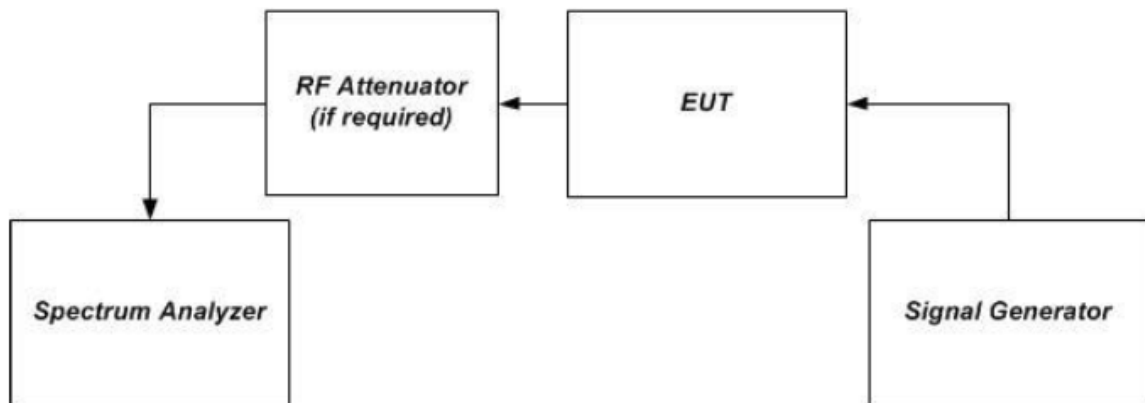 RF Attenuator
(if required)
EUT
Spectrum Analyzer
Signal Generator